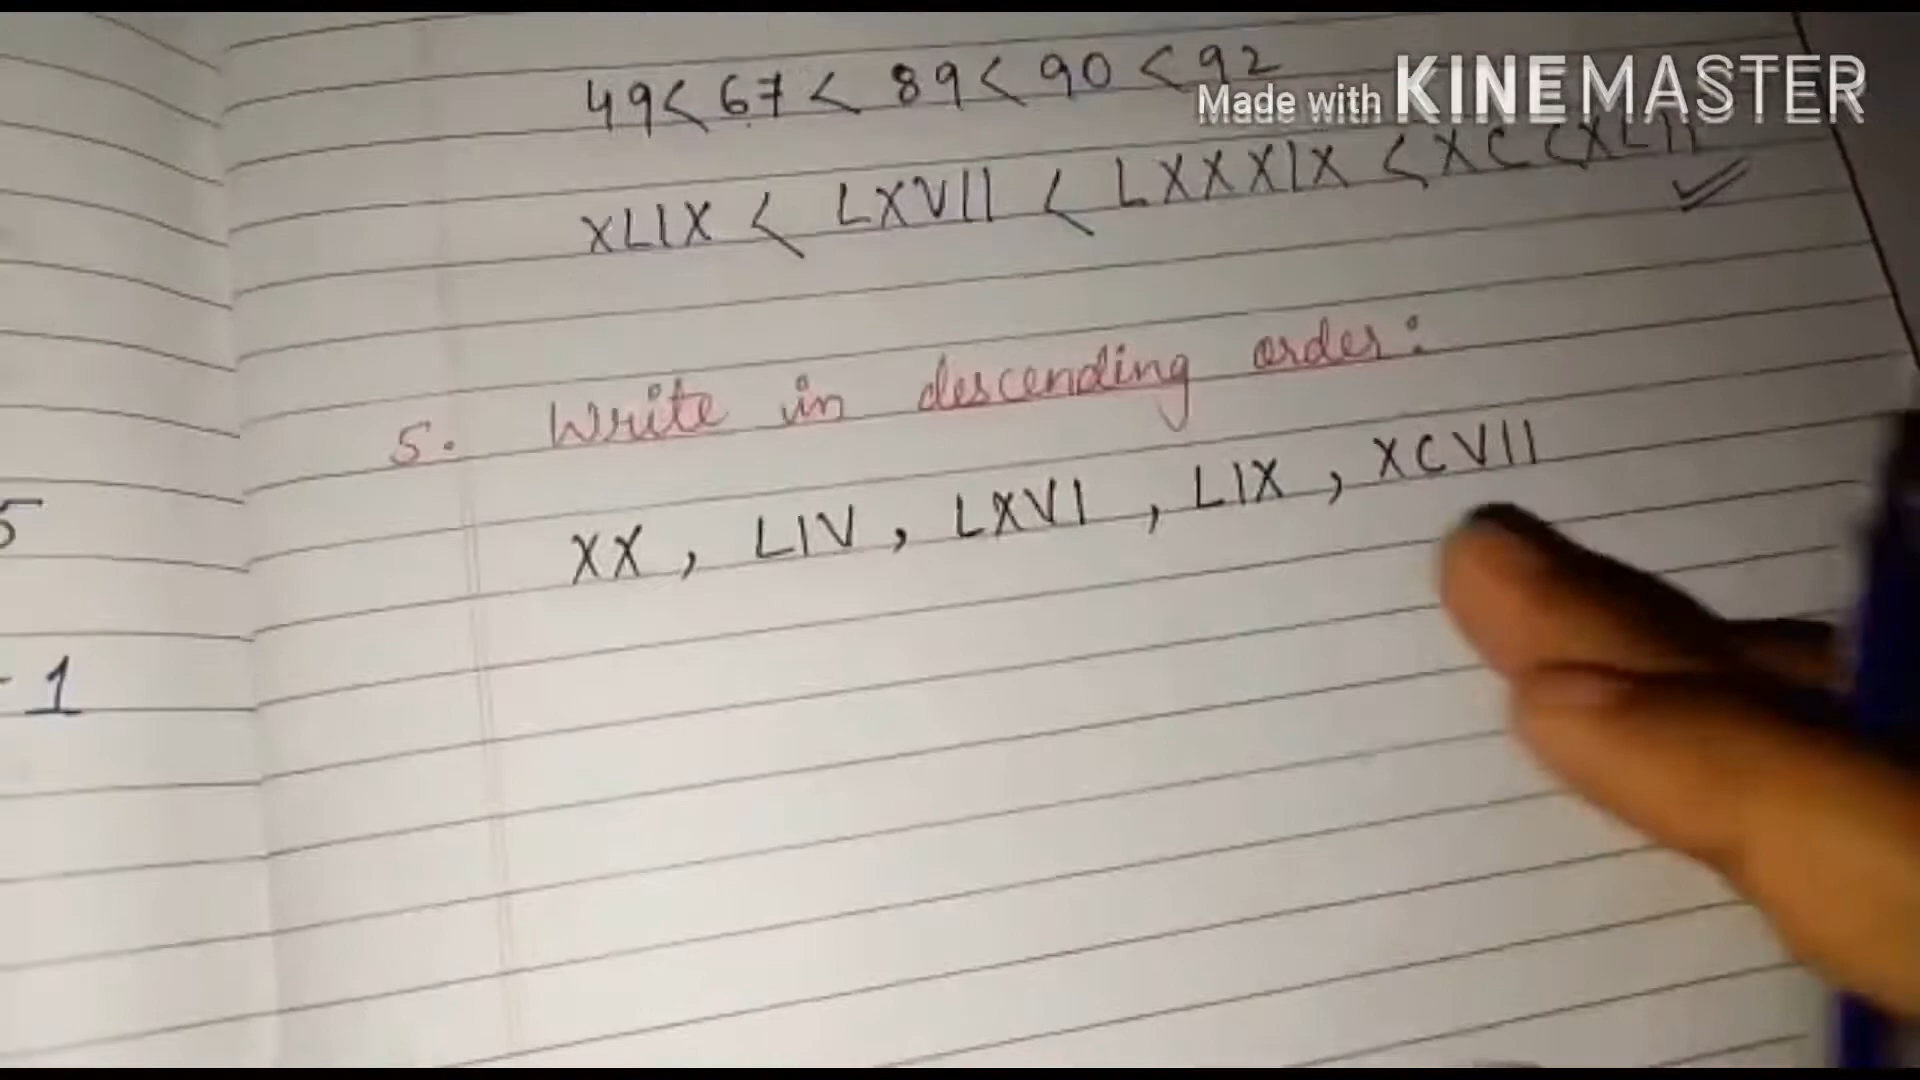 49 < 67 < 89 < 90 < 92
Made with KINEMASTER
XLIX < LXVII < LXXXIX < XC < XLII
5. Write in descending order:
XX, LIV, LXVI, LIX, XCVII
5
- 1